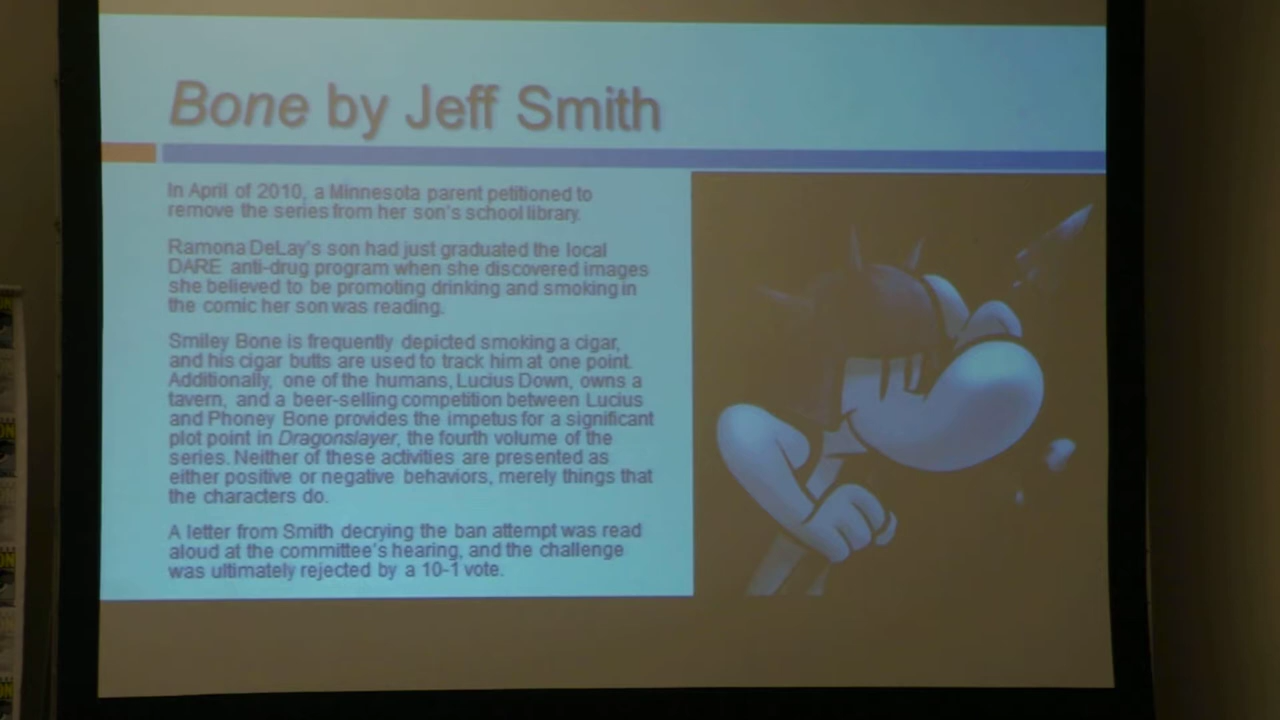 Bone by Jeff Smith
In April of 2010, a Minnesota parent petitioned to
remove the series from her son's school library.
Ramona DeLay's son had just graduated the local
DARE anti-drug program when she discovered images
she believed to be promoting drinking and smoking in
the comic her son was reading.
Smiley Bone is frequently depicted smoking a cigar,
and his cigar butts are used to track him at one point.
Additionally, one of the humans, Lucius Down, owns a
tavern, and a beer-selling competition between Lucius
and Phoney Bone provides the impetus for a significant
plot point in Dragonslayer, the fourth volume of the
series. Neither of these activities are presented as
either positive or negative behaviors, merely things that
the characters do.
A letter from Smith decrying the ban attempt was read
aloud at the committee's hearing, and the challenge
was ultimately rejected by a 10-1 vote.